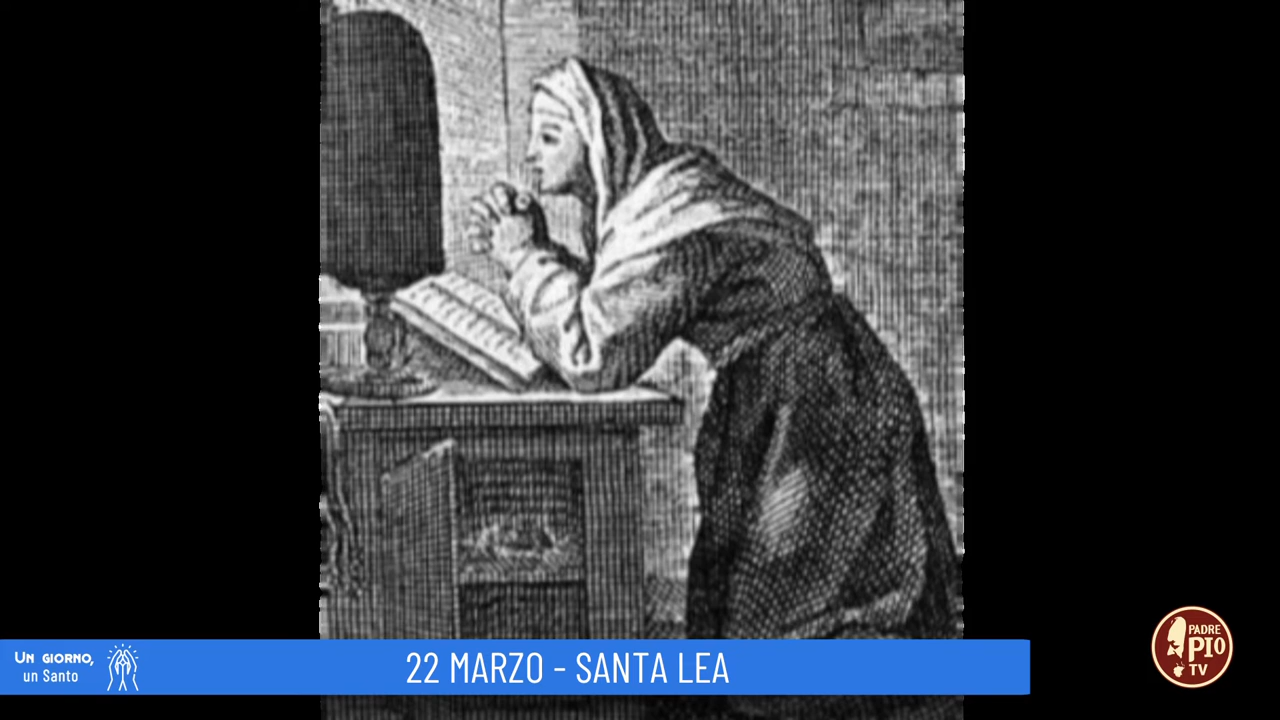 Un giorno,
un Santo
22 MARZO - SANTA LEA
PADRE
PIO
TV